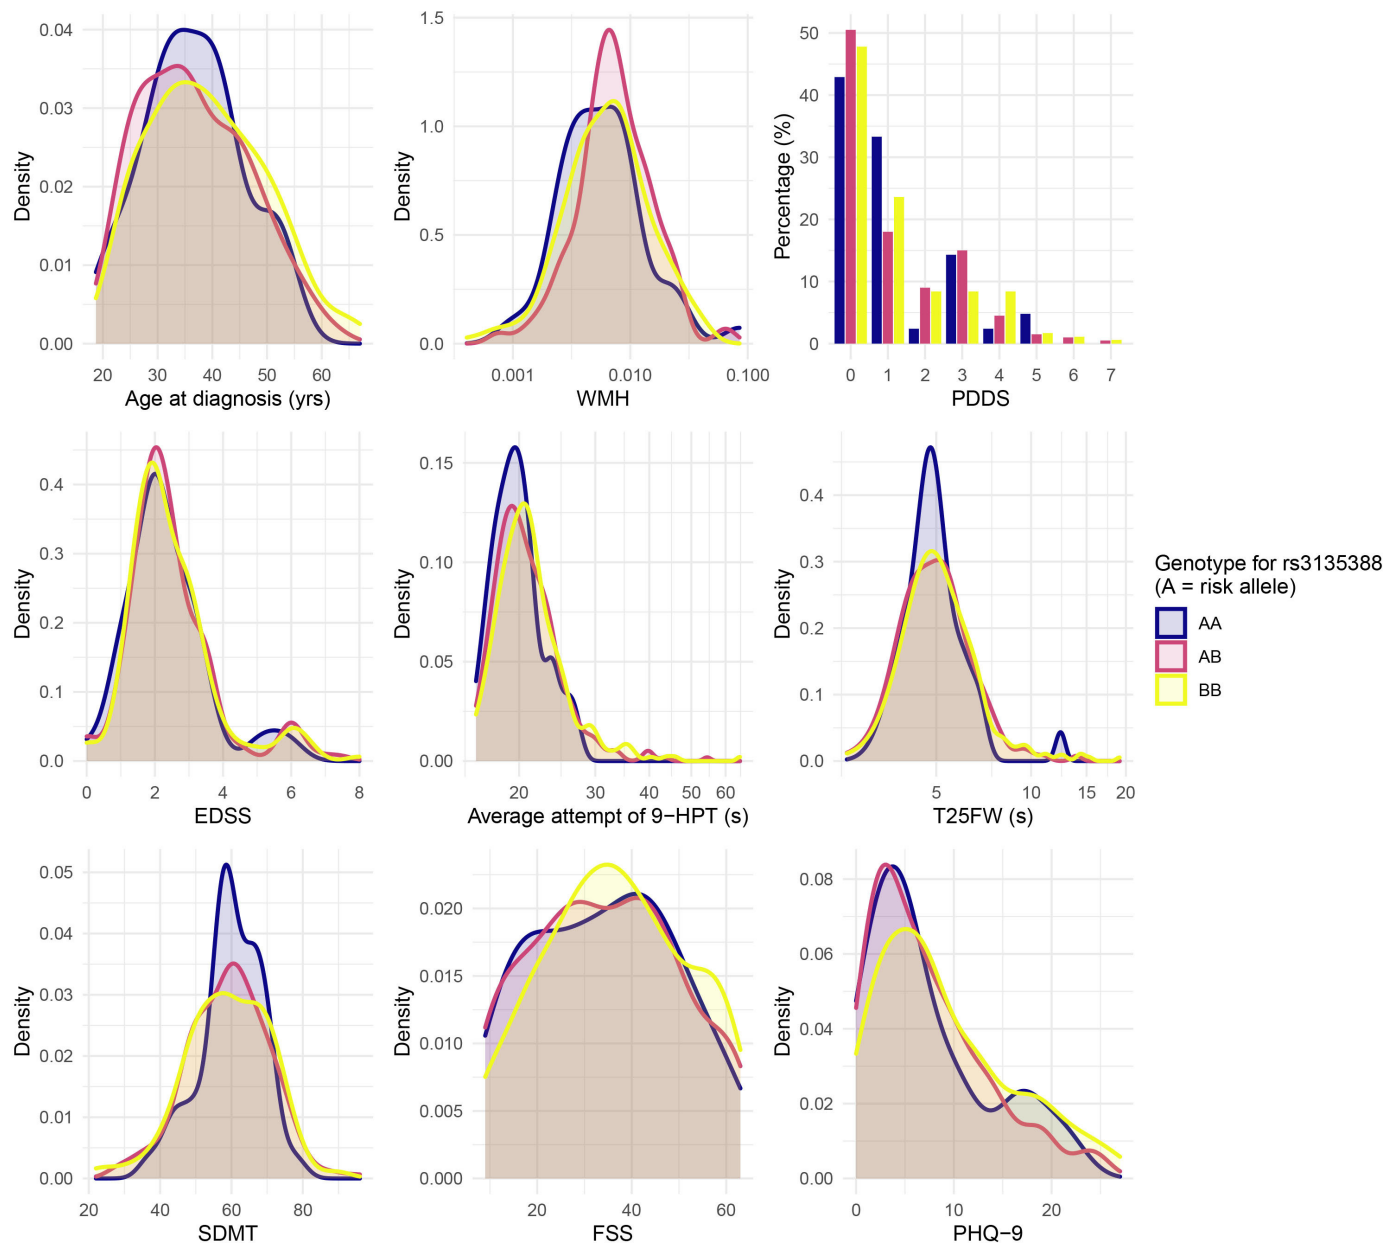 0.04
0.03
0.02
0.01
0.00
Density
20 30 40 50 60
Age at diagnosis (yrs)
1.5
1.0
0.5
0.0
Density
0.001 0.010 0.100
WMH
50
40
30
20
10
0
Percentage (%)
0 1 2 3 4 5 6 7
PDDS
0.4
0.3
0.2
0.1
0.0
Density
0 2 4 6 8
EDSS
0.15
0.10
0.05
0.00
Density
20 30 40 50 60
Average attempt of 9−HPT (s)
0.4
0.3
0.2
0.1
0.0
Density
5 10 15 20
T25FW (s)
Genotype for rs3135388
(A = risk allele)
AA
AB
BB
0.05
0.04
0.03
0.02
0.01
0.00
Density
20 40 60 80
SDMT
0.020
0.015
0.010
0.005
0.000
Density
20 40 60
FSS
0.08
0.06
0.04
0.02
0.00
Density
0 10 20
PHQ−9